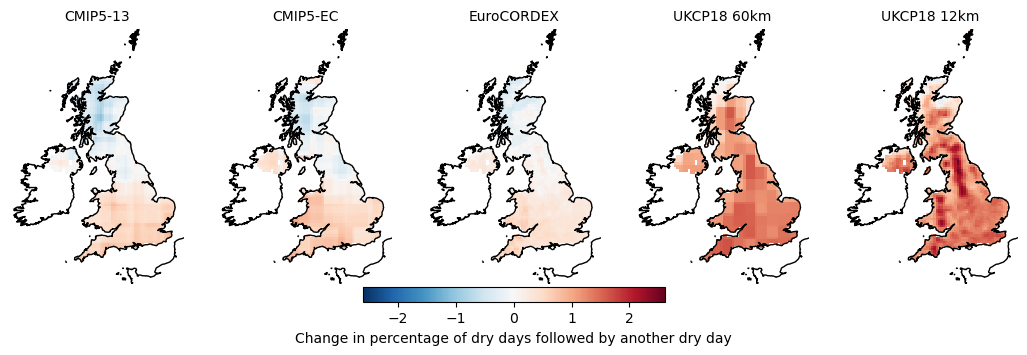 CMIP5-13 CMIP5-EC EuroCORDEX UKCP18 60km UKCP18 12km
−2 −1 0 1 2
Change in percentage of dry days followed by another dry day